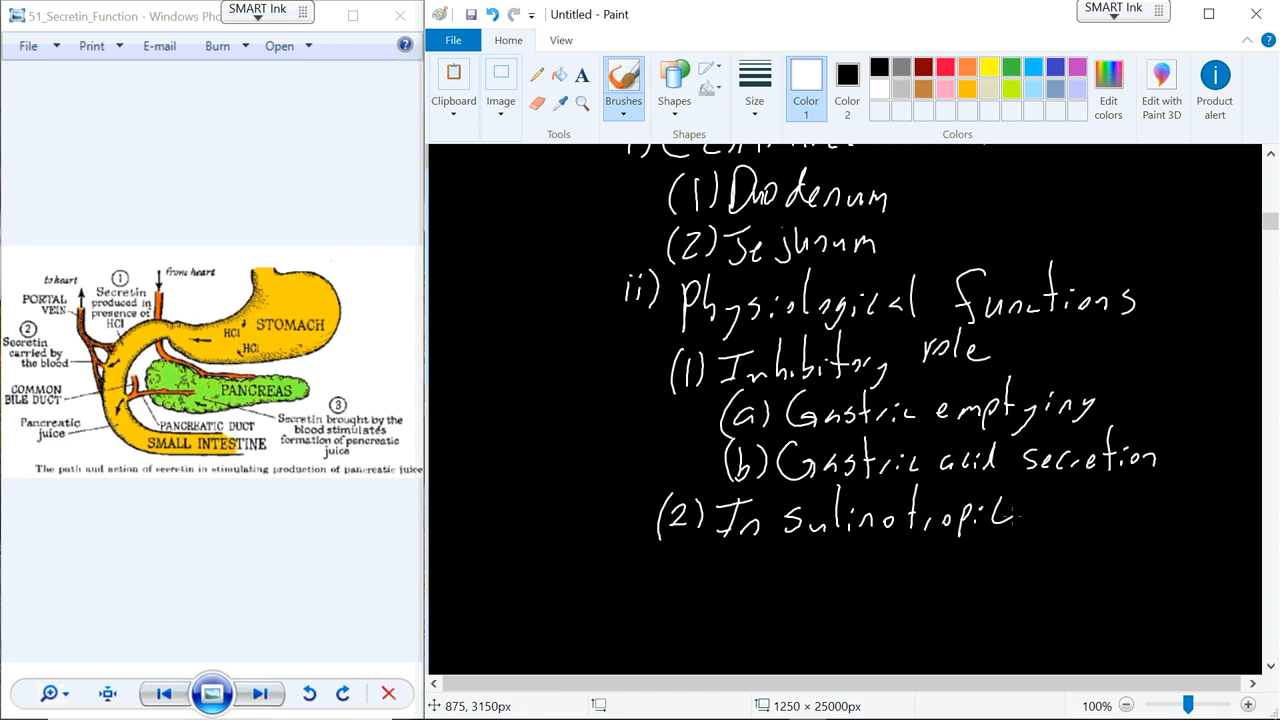 51_Secretin_Function - Windows Pho
SMART Ink
File Print E-mail Burn Open
to heart
from heart
1
PORTAL VEIN
Secretin produced in presence of HCl
STOMACH
HCl
HCl
2
Secretin carried by the blood
COMMON BILE DUCT
PANCREAS
3
Pancreatic juice
PANCREATIC DUCT
SMALL INTESTINE
Secretin brought by the blood stimulates formation of pancreatic juice
The path and action of secretin in stimulating production of pancreatic juice
Untitled - Paint
SMART Ink
File Home View
Clipboard
Image
Tools
Brushes
Shapes
Shapes
Size
Color 1
Color 2
Colors
Edit colors
Edit with Paint 3D
Product alert
(1) Duodenum
(2) Jejunum
ii) Physiological functions
(1) Inhibitory role
(a) Gastric emptying
(b) Gastric acid secretion
(2) Insulinotropic
875, 3150px
1250 × 25000px
100%